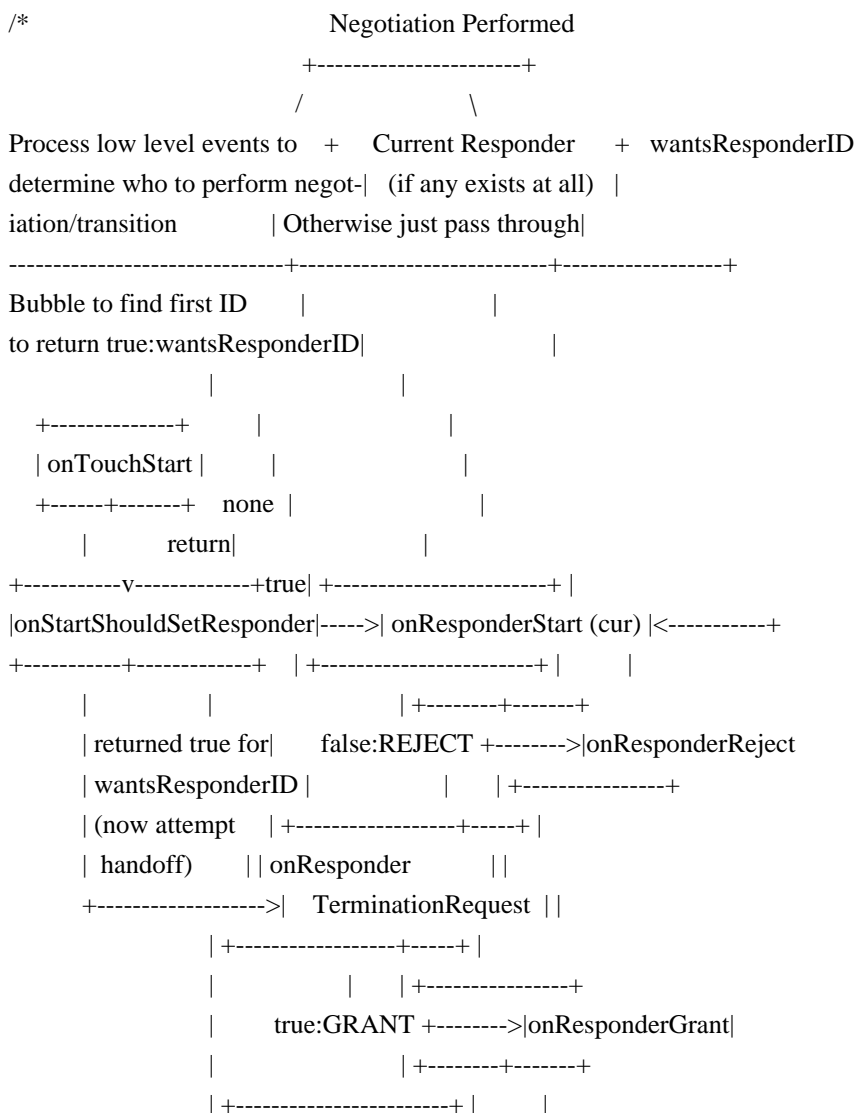 /*                                                Negotiation Performed
+-----------------------+
/                               \
Process low level events to    +     Current Responder      +   wantsResponderID
determine who to perform negot-|   (if any exists at all)   |
iation/transition               | Otherwise just pass through|
-------------------------------+----------------------------+------------------+
Bubble to find first ID         |                            |
to return true:wantsResponderID|                            |
|                            |
+--------------+          |                            |
| onTouchStart |          |                            |
+------+-------+    none  |                            |
|              return|                            |
+-----------v-------------+true| +------------------------+ |
|onStartShouldSetResponder|----->| onResponderStart (cur) |<-----------+
+-----------+-------------+    | +------------------------+ |          |
|                 |                            | +--------+-------+
| returned true for|       false:REJECT +-------->|onResponderReject
| wantsResponderID |                    |      | +----------------+
| (now attempt     | +------------------+-----+ |
|  handoff)        | | onResponder            | |
+------------------->|    TerminationRequest  | |
| +------------------+-----+ |
|                    |       | +----------------+
|         true:GRANT +-------->|onResponderGrant|
|                            | +--------+-------+
| +------------------------+ |          |